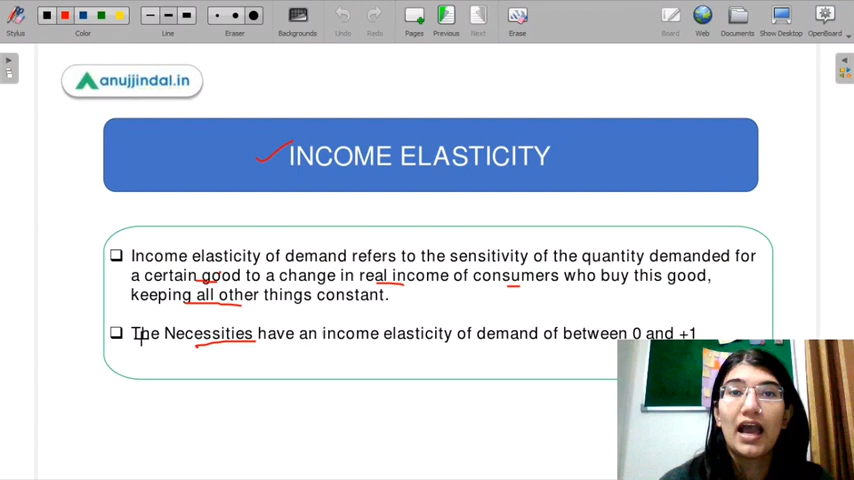 Stylus
Color
Line
Eraser
Backgrounds
Undo
Redo
Pages
Previous
Next
Erase
Board
Web
Documents
Show Desktop
OpenBoard
anujjindal.in
INCOME ELASTICITY
Income elasticity of demand refers to the sensitivity of the quantity demanded for
a certain good to a change in real income of consumers who buy this good,
keeping all other things constant.
The Necessities have an income elasticity of demand of between 0 and +1